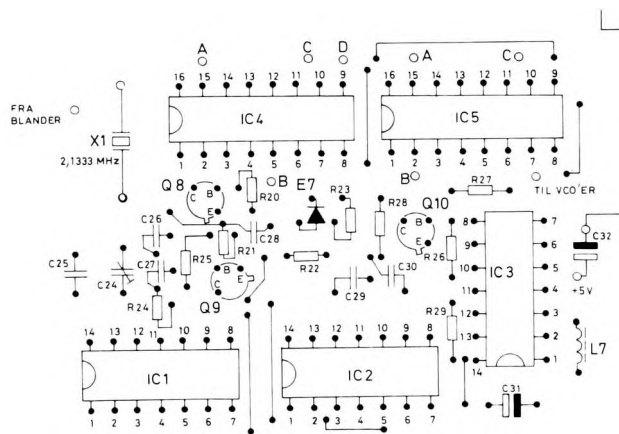 A C D A C
16 15 14 13 12 11 10 9 16 15 14 13 12 11 10 9
FRA
BLANDER
X1
2,1333 MHz
IC4 IC5
1 2 3 4 5 6 7 8 1 2 3 4 5 6 7 8
Q8 B E7 B TIL VCO'ER
B C E R20 R23 R28 Q10 R27
C26 C28 B C E 8 7 C32
C25 C24 C27 R25 R21 R22 C30 R26 9 6
B C E 10 IC3 5
R24 Q9 C29 11 4 +5V
R29 12 3
14 13 12 11 10 9 8 14 13 12 11 10 9 8 13 2 L7
IC1 IC2 14 1
C31
1 2 3 4 5 6 7 1 2 3 4 5 6 7